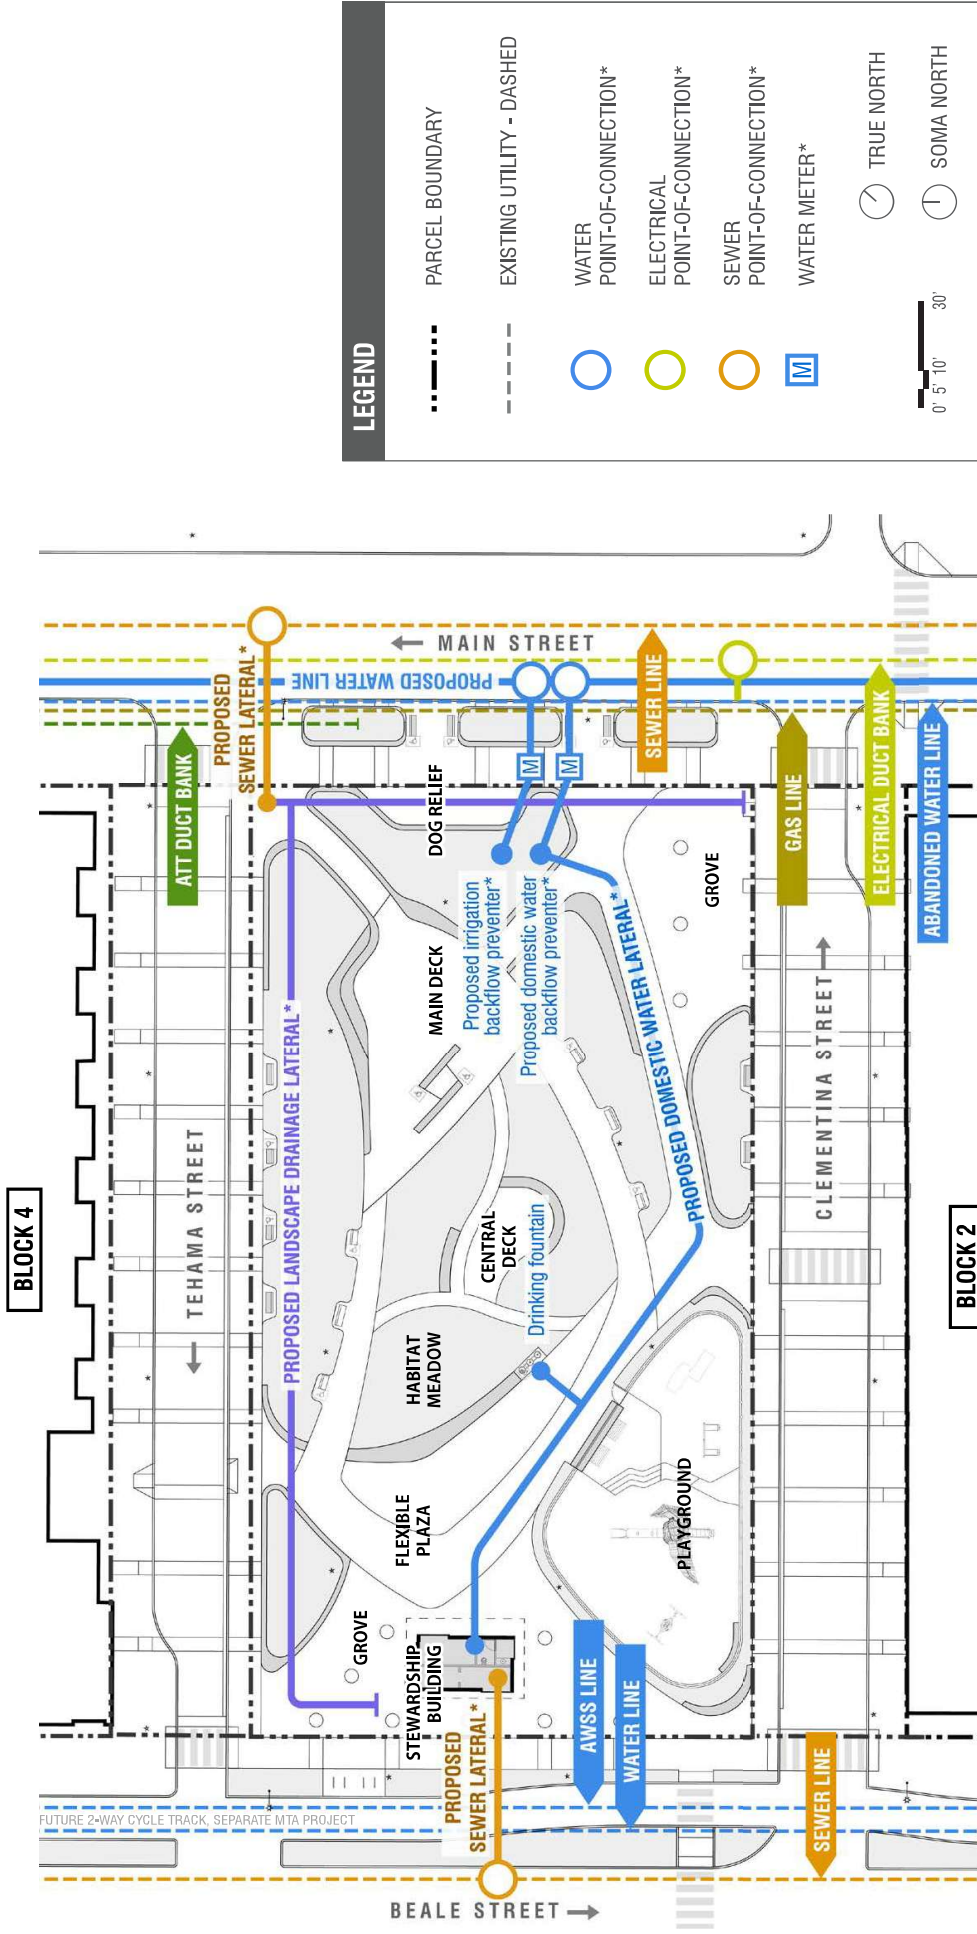 LEGEND
PARCEL BOUNDARY
EXISTING UTILITY - DASHED
WATER
POINT-OF-CONNECTION*
ELECTRICAL
POINT-OF-CONNECTION*
SEWER
POINT-OF-CONNECTION*
M
WATER METER*
0' 5' 10' 30'
TRUE NORTH
SOMA NORTH
BLOCK 4
TEHAMA STREET
ATT DUCT BANK
PROPOSED
SEWER LATERAL*
PROPOSED LANDSCAPE DRAINAGE LATERAL*
PROPOSED WATER LINE
MAIN STREET
GROVE
FLEXIBLE
PLAZA
HABITAT
MEADOW
MAIN DECK
DOG RELIEF
STEWARDSHIP
BUILDING
CENTRAL
DECK
Proposed irrigation
backflow preventer*
M
Proposed domestic water
backflow preventer*
M
Drinking fountain
PROPOSED DOMESTIC WATER LATERAL*
PROPOSED
SEWER LATERAL*
BEALE STREET
FUTURE 2-WAY CYCLE TRACK, SEPARATE MTA PROJECT
AWSS LINE
WATER LINE
SEWER LINE
PLAYGROUND
GROVE
SEWER LINE
GAS LINE
CLEMENTINA STREET
ELECTRICAL DUCT BANK
ABANDONED WATER LINE
BLOCK 2